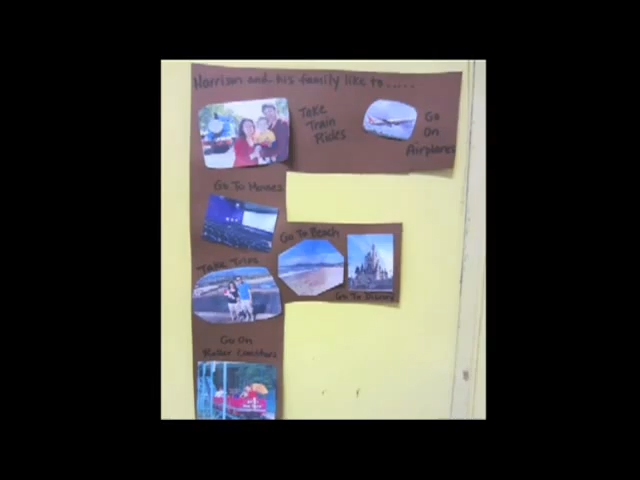 Harrison and his family like to.....
Take
Train
Rides
Go
On
Airplanes
Go To Movies
Go To Beach
Take Trips
Go To Disney
Go On
Roller Coasters